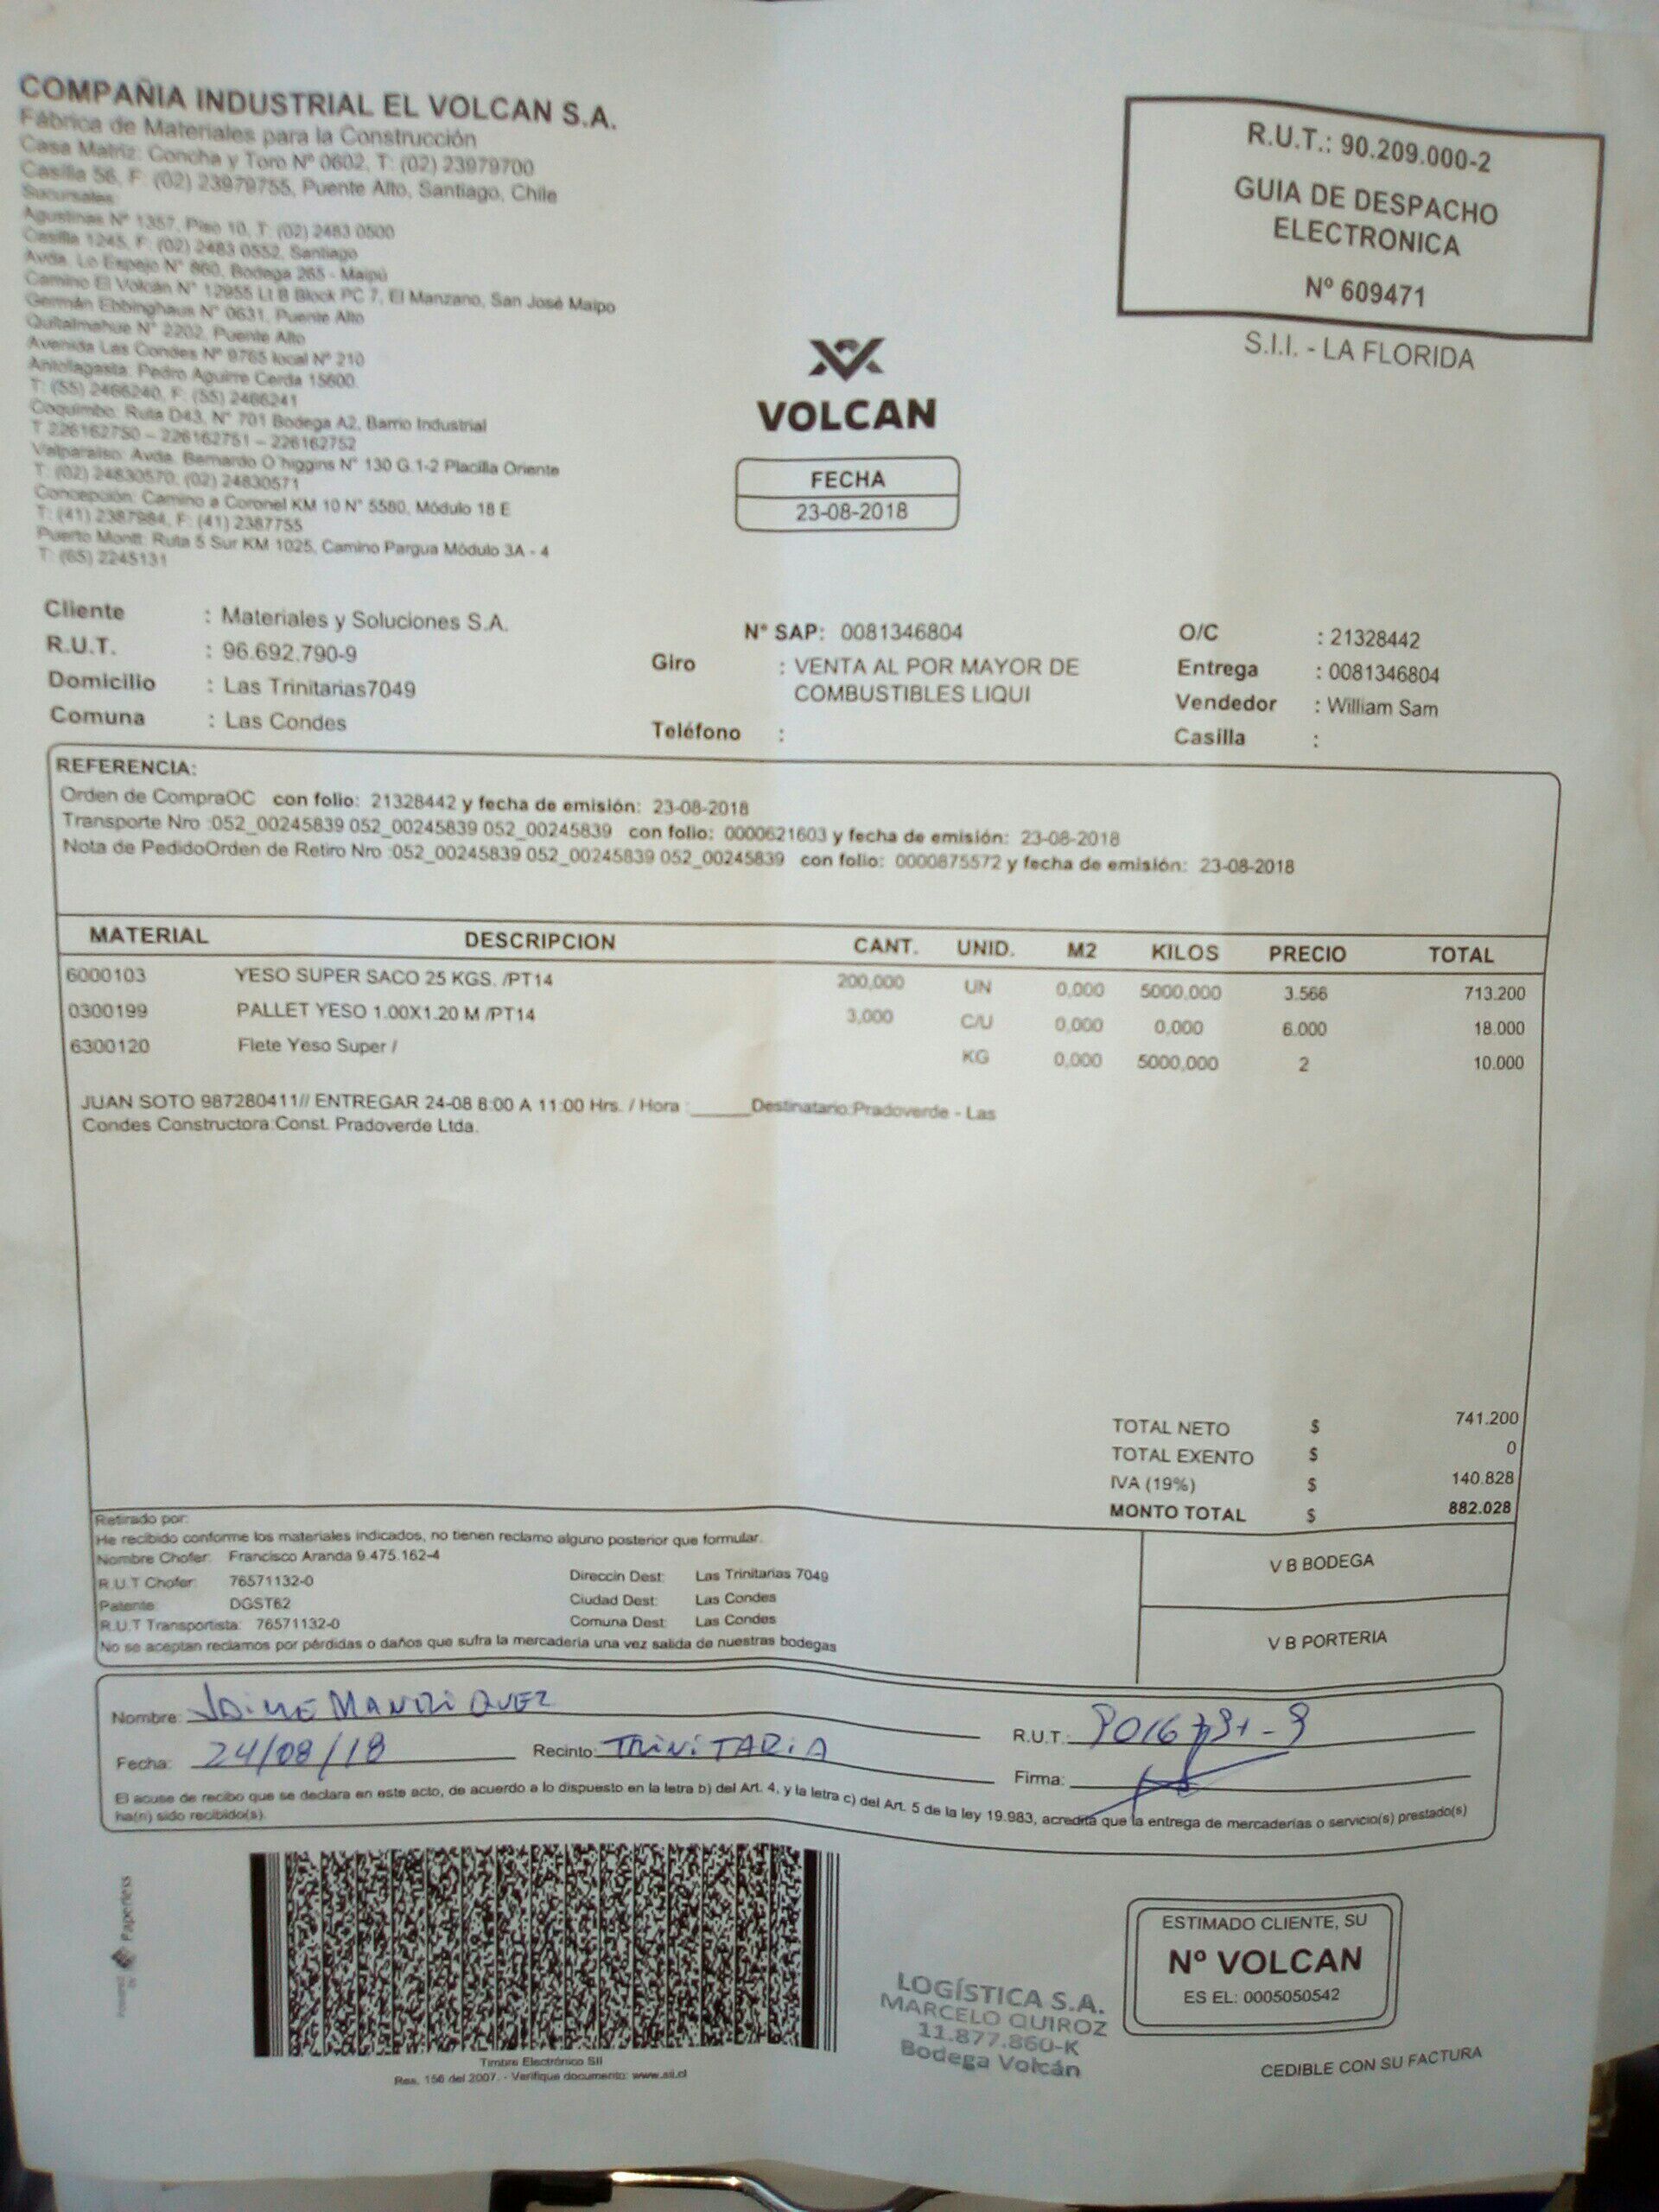 COMPAÑIA INDUSTRIAL EL VOLCAN S.A.
Fábrica de Materiales para la Construcción
Casa Matriz: Concha y Toro Nº 0602, T: (02) 23979700
Casilla 56, F: (02) 23979755, Puente Alto, Santiago, Chile
Sucursales:
Agustinas N° 1357, Piso 10, T: (02) 2483 0500
Casilla 1245, F: (02) 2483 0552, Santiago
Avda. Lo Espejo N° 860, Bodega 265 - Maipú
Camino El Volcán N° 12955 Lt B Block PC 7, El Manzano, San José Maipo
Germán Ebbinghaus N° 0631, Puente Alto
Quitalmahue N° 2202, Puente Alto
Avenida Las Condes Nº 9765 local Nº 210
Antofagasta: Pedro Aguirre Cerda 15600.
T: (55) 2466240, F: (55) 2466241
Coquimbo: Ruta D43, N° 701 Bodega A2, Barrio Industrial
T 226162750 – 226162751 – 226162752
Valparaíso: Avda. Bernardo O´higgins N° 130 G.1-2 Placilla Oriente
T: (02) 24830570, (02) 24830571
Concepción: Camino a Coronel KM 10 N° 5580, Módulo 18 E
T: (41) 2387984, F: (41) 2387755
Puerto Montt: Ruta 5 Sur KM 1025, Camino Pargua Módulo 3A - 4
T: (65) 2245131
R.U.T.: 90.209.000-2
GUIA DE DESPACHO
ELECTRONICA
Nº 609471
S.I.I. - LA FLORIDA
VOLCAN
FECHA
23-08-2018
Cliente : Materiales y Soluciones S.A.
R.U.T. : 96.692.790-9
Domicilio : Las Trinitarias7049
Comuna : Las Condes
N° SAP: 0081346804
Giro : VENTA AL POR MAYOR DE
COMBUSTIBLES LIQUI
Teléfono :
O/C : 21328442
Entrega : 0081346804
Vendedor : William Sam
Casilla :
REFERENCIA:
Orden de CompraOC con folio: 21328442 y fecha de emisión: 23-08-2018
Transporte Nro :052_00245839 052_00245839 052_00245839 con folio: 0000621603 y fecha de emisión: 23-08-2018
Nota de PedidoOrden de Retiro Nro :052_00245839 052_00245839 052_00245839 con folio: 0000875572 y fecha de emisión: 23-08-2018
MATERIAL DESCRIPCION CANT. UNID. M2 KILOS PRECIO TOTAL
6000103 YESO SUPER SACO 25 KGS. /PT14 200,000 UN 0,000 5000,000 3.566 713.200
0300199 PALLET YESO 1.00X1.20 M /PT14 3,000 C/U 0,000 0,000 6.000 18.000
6300120 Flete Yeso Super / KG 0,000 5000,000 2 10.000
JUAN SOTO 987280411// ENTREGAR 24-08 8:00 A 11:00 Hrs. / Hora :______Destinatario:Pradoverde - Las
Condes Constructora:Const. Pradoverde Ltda.
TOTAL NETO $ 741.200
TOTAL EXENTO $ 0
IVA (19%) $ 140.828
MONTO TOTAL $ 882.028
Retirado por:
He recibido conforme los materiales indicados, no tienen reclamo alguno posterior que formular.
Nombre Chofer: Francisco Aranda 9.475.162-4
R.U.T Chofer: 76571132-0 Direccin Dest: Las Trinitarias 7049
Patente: DGST62 Ciudad Dest: Las Condes
R.U.T Transportista: 76571132-0 Comuna Dest: Las Condes
No se aceptan reclamos por pérdidas o daños que sufra la mercadería una vez salida de nuestras bodegas
V B BODEGA
V B PORTERIA
Nombre: JAIME MANRIQUEZ R.U.T.:
Fecha: 24/08/18 Recinto: TRINITARIA Firma:
El acuse de recibo que se declara en este acto, de acuerdo a lo dispuesto en la letra b) del Art. 4, y la letra c) del Art. 5 de la ley 19.983, acredita que la entrega de mercaderías o servicio(s) prestado(s)
ha(n) sido recibido(s).
Paperless
Timbre Electrónico SII
Res. 156 del 2007. - Verifique documento: www.sii.cl
LOGÍSTICA S.A.
MARCELO QUIROZ
11.877.860-K
Bodega Volcán
ESTIMADO CLIENTE, SU
Nº VOLCAN
ES EL: 0005050542
CEDIBLE CON SU FACTURA